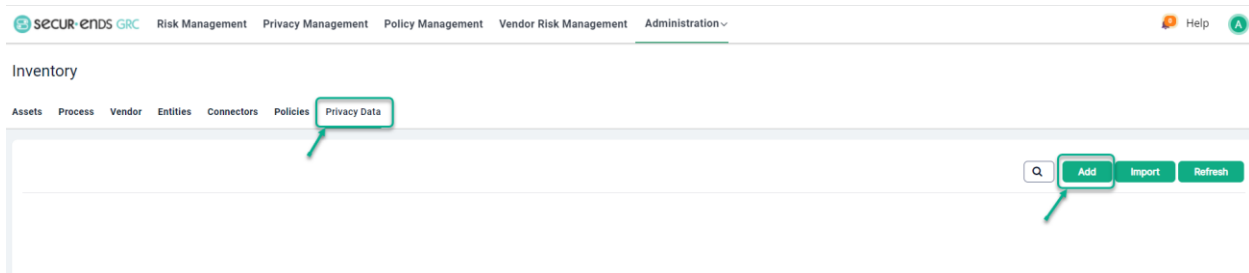 SECUR·ENDS GRC Risk Management Privacy Management Policy Management Vendor Risk Management Administration Help A
Inventory
Assets Process Vendor Entities Connectors Policies Privacy Data
Add Import Refresh